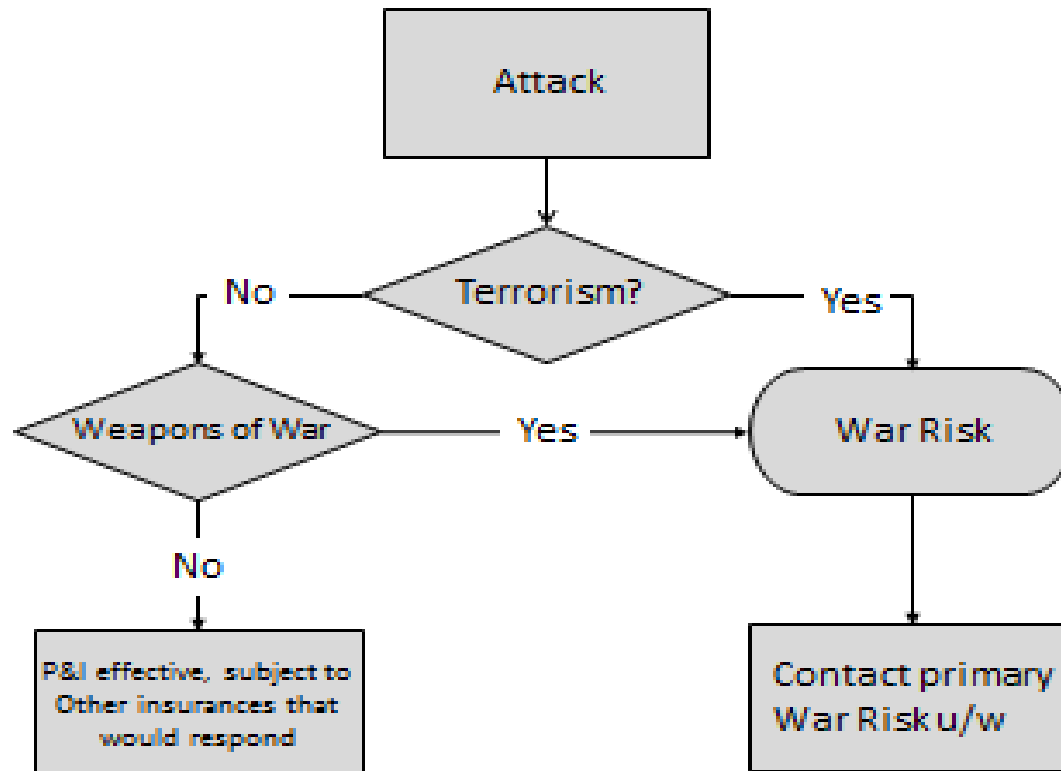 Attack
Terrorism?
No
Yes
Weapons of War
Yes
War Risk
No
P&I effective, subject to
Other insurances that
would respond
Contact primary
War Risk u/w